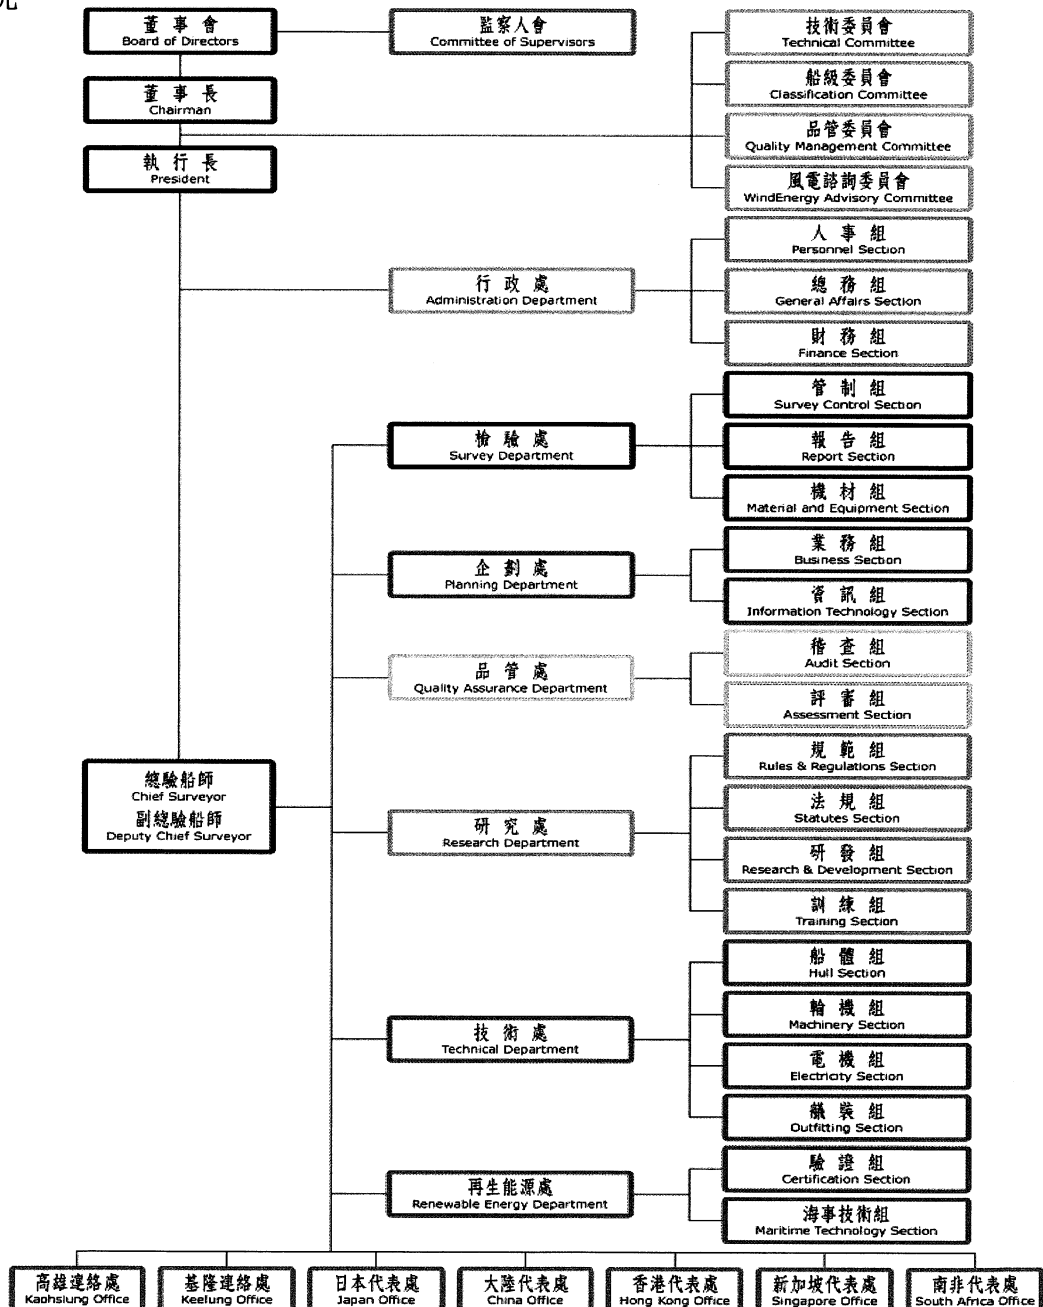 董事會
Board of Directors
監察人會
Committee of Supervisors
技術委員會
Technical Committee
船級委員會
Classification Committee
董事長
Chairman
品管委員會
Quality Management Committee
執行長
President
風電諮詢委員會
WindEnergy Advisory Committee
人事組
Personnel Section
行政處
Administration Department
總務組
General Affairs Section
財務組
Finance Section
管制組
Survey Control Section
檢驗處
Survey Department
報告組
Report Section
機材組
Material and Equipment Section
業務組
Business Section
企劃處
Planning Department
資訊組
Information Technology Section
稽查組
Audit Section
品管處
Quality Assurance Department
評審組
Assessment Section
規範組
Rules & Regulations Section
總驗船師
Chief Surveyor
副總驗船師
Deputy Chief Surveyor
法規組
Statutes Section
研究處
Research Department
研發組
Research & Development Section
訓練組
Training Section
船體組
Hull Section
輪機組
Machinery Section
技術處
Technical Department
電機組
Electricity Section
艤裝組
Outfitting Section
驗證組
Certification Section
再生能源處
Renewable Energy Department
海事技術組
Maritime Technology Section
高雄連絡處
Kaohsiung Office
基隆連絡處
Keelung Office
日本代表處
Japan Office
大陸代表處
China Office
香港代表處
Hong Kong Office
新加坡代表處
Singapore Office
南非代表處
South Africa Office